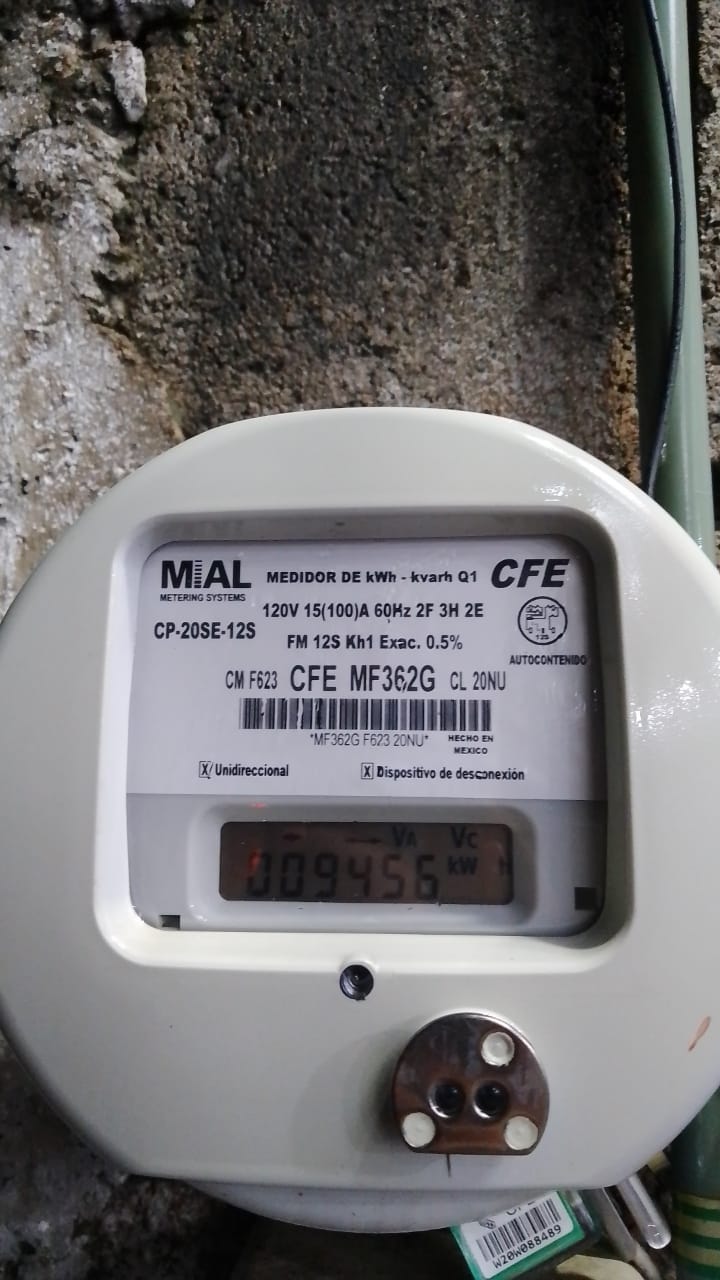 MIAL
METERING SYSTEMS
MEDIDOR DE kWh - kvarh Q1
CFE
120V 15(100)A 60Hz 2F 3H 2E
CP-20SE-12S
FM 12S Kh1 Exac. 0.5%
12S
AUTOCONTENIDO
CM F623 CFE MF362G CL 20NU
*MF362G F623 20NU*
HECHO EN
MEXICO
X Unidireccional
X Dispositivo de desconexión
VA VC
009456 kW H
W20W088489